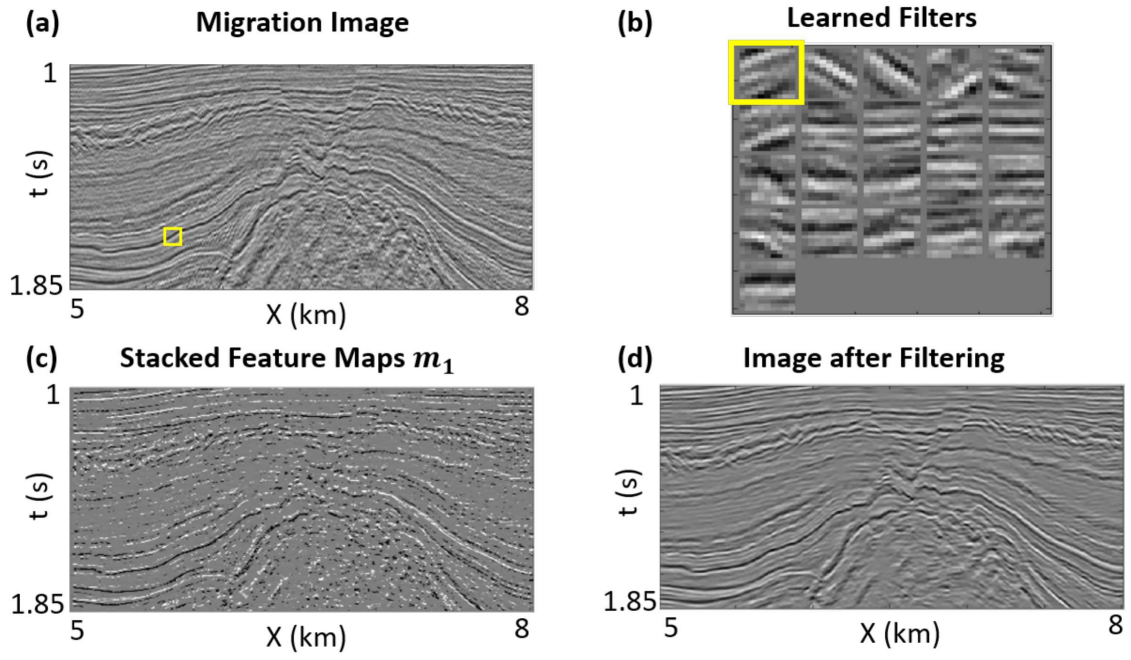 (a) Migration Image
1
t (s)
1.85
5 X (km) 8
(b) Learned Filters
(c) Stacked Feature Maps m₁
1
t (s)
1.85
5 X (km) 8
(d) Image after Filtering
1
t (s)
1.85
5 X (km) 8